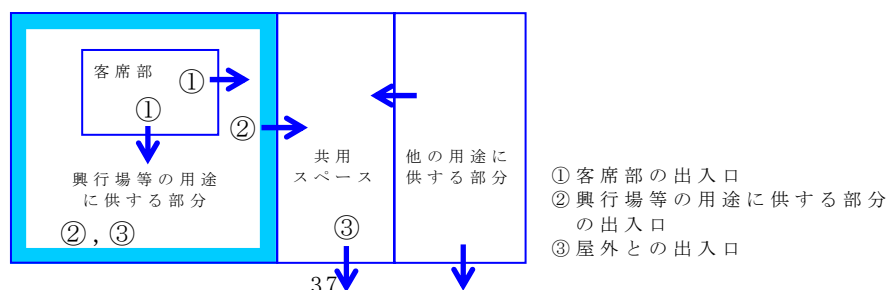 客席部
①
①
②
興行場等の用途
に供する部分
②,③
共用
スペース
③
他の用途に
供する部分
①客席部の出入口
②興行場等の用途に供する部分
の出入口
③屋外との出入口
37